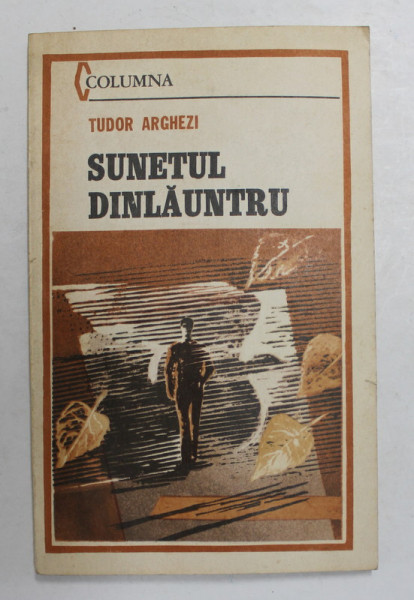 COLUMNA
TUDOR ARGHEZI
SUNETUL
DINLĂUNTRU